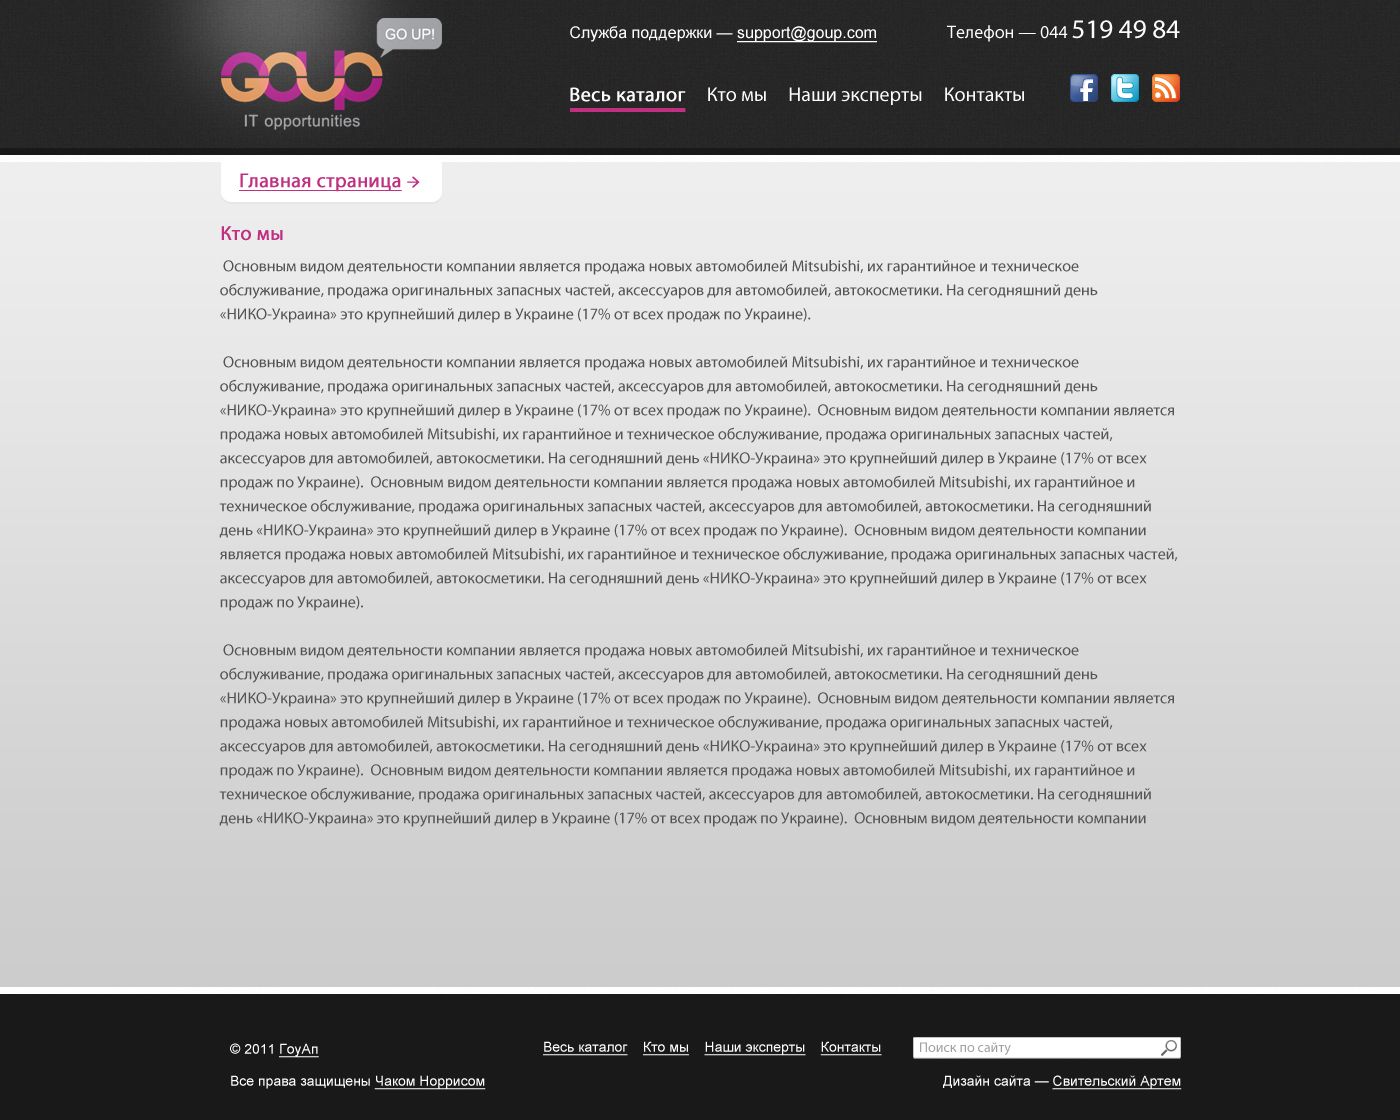 GO UP!
GOUP
IT opportunities
Служба поддержки — support@goup.com
Телефон — 044 519 49 84
Весь каталог Кто мы Наши эксперты Контакты
Главная страница →
Кто мы
Основным видом деятельности компании является продажа новых автомобилей Mitsubishi, их гарантийное и техническое
обслуживание, продажа оригинальных запасных частей, аксессуаров для автомобилей, автокосметики. На сегодняшний день
«НИКО-Украина» это крупнейший дилер в Украине (17% от всех продаж по Украине).
Основным видом деятельности компании является продажа новых автомобилей Mitsubishi, их гарантийное и техническое
обслуживание, продажа оригинальных запасных частей, аксессуаров для автомобилей, автокосметики. На сегодняшний день
«НИКО-Украина» это крупнейший дилер в Украине (17% от всех продаж по Украине). Основным видом деятельности компании является
продажа новых автомобилей Mitsubishi, их гарантийное и техническое обслуживание, продажа оригинальных запасных частей,
аксессуаров для автомобилей, автокосметики. На сегодняшний день «НИКО-Украина» это крупнейший дилер в Украине (17% от всех
продаж по Украине). Основным видом деятельности компании является продажа новых автомобилей Mitsubishi, их гарантийное и
техническое обслуживание, продажа оригинальных запасных частей, аксессуаров для автомобилей, автокосметики. На сегодняшний
день «НИКО-Украина» это крупнейший дилер в Украине (17% от всех продаж по Украине). Основным видом деятельности компании
является продажа новых автомобилей Mitsubishi, их гарантийное и техническое обслуживание, продажа оригинальных запасных частей,
аксессуаров для автомобилей, автокосметики. На сегодняшний день «НИКО-Украина» это крупнейший дилер в Украине (17% от всех
продаж по Украине).
Основным видом деятельности компании является продажа новых автомобилей Mitsubishi, их гарантийное и техническое
обслуживание, продажа оригинальных запасных частей, аксессуаров для автомобилей, автокосметики. На сегодняшний день
«НИКО-Украина» это крупнейший дилер в Украине (17% от всех продаж по Украине). Основным видом деятельности компании является
продажа новых автомобилей Mitsubishi, их гарантийное и техническое обслуживание, продажа оригинальных запасных частей,
аксессуаров для автомобилей, автокосметики. На сегодняшний день «НИКО-Украина» это крупнейший дилер в Украине (17% от всех
продаж по Украине). Основным видом деятельности компании является продажа новых автомобилей Mitsubishi, их гарантийное и
техническое обслуживание, продажа оригинальных запасных частей, аксессуаров для автомобилей, автокосметики. На сегодняшний
день «НИКО-Украина» это крупнейший дилер в Украине (17% от всех продаж по Украине). Основным видом деятельности компании
© 2011 ГоуАп
Весь каталог Кто мы Наши эксперты Контакты
Поиск по сайту
Все права защищены Чаком Норрисом
Дизайн сайта — Свительский Артем